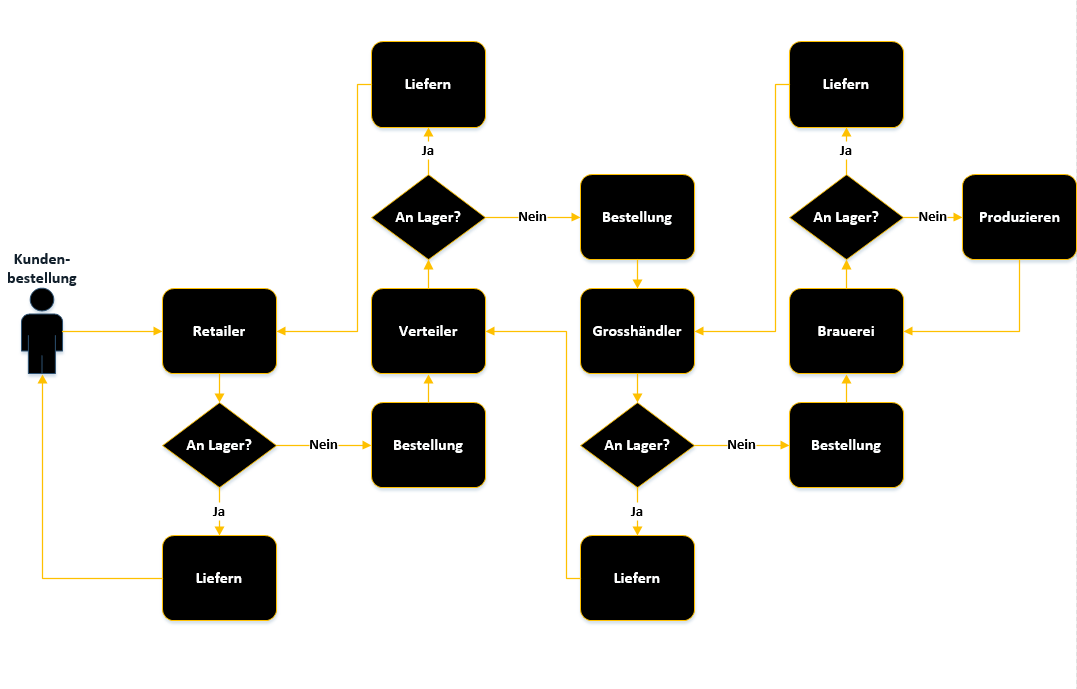 Liefern
Liefern
Ja
Ja
An Lager?
Nein
Bestellung
An Lager?
Nein
Produzieren
Kunden-
bestellung
Retailer
Verteiler
Grosshändler
Brauerei
An Lager?
Nein
Bestellung
An Lager?
Nein
Bestellung
Ja
Ja
Liefern
Liefern